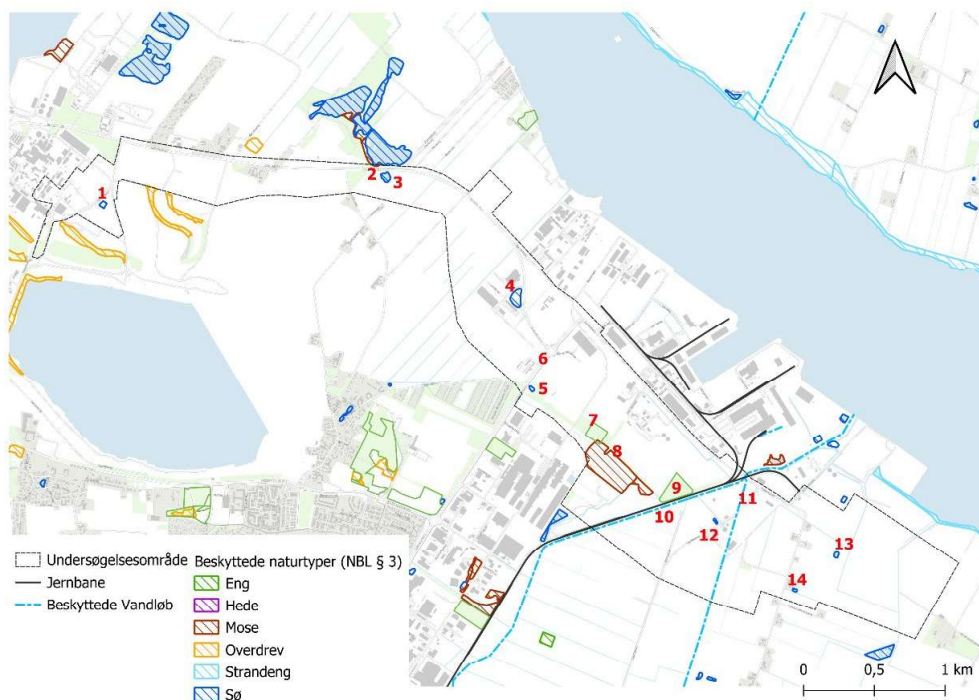 1
2
3
4
6
5
7
8
9
10
11
12
13
14
Undersøgelsesområde
Jernbane
Beskyttede Vandløb
Beskyttede naturtyper (NBL § 3)
Eng
Hede
Mose
Overdrev
Strandeng
Sø
0 0,5 1 km